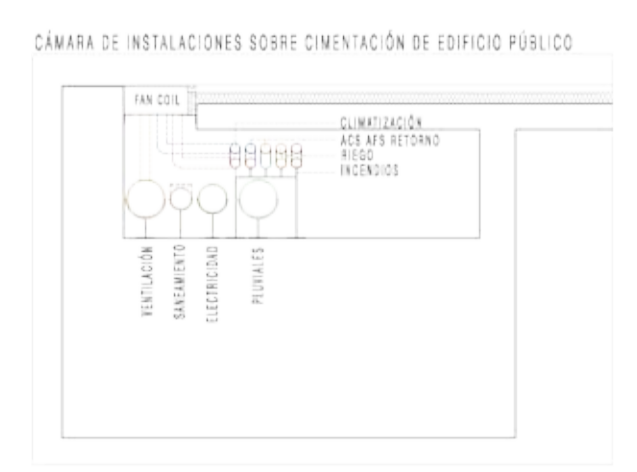 CÁMARA DE INSTALACIONES SOBRE CIMENTACIÓN DE EDIFICIO PÚBLICO
FAN COIL
CLIMATIZACIÓN
ACS AFS RETORNO
RIEGO
INCENDIOS
VENTILACIÓN
SANEAMIENTO
ELECTRICIDAD
PLUVIALES